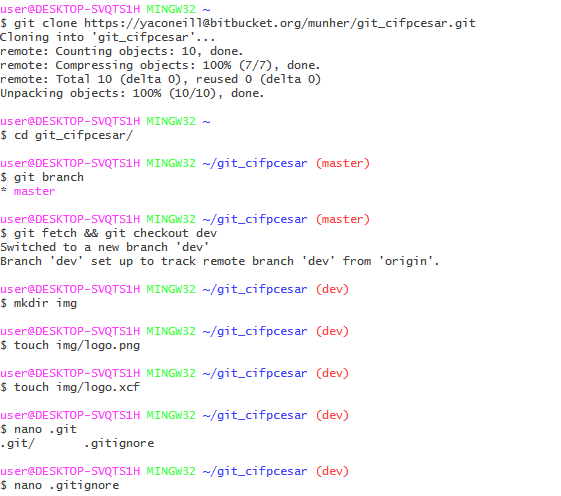 user@DESKTOP-SVQTS1H MINGW32 ~
$ git clone https://yaconeill@bitbucket.org/munher/git_cifpcesar.git
Cloning into 'git_cifpcesar'...
remote: Counting objects: 10, done.
remote: Compressing objects: 100% (7/7), done.
remote: Total 10 (delta 0), reused 0 (delta 0)
Unpacking objects: 100% (10/10), done.
user@DESKTOP-SVQTS1H MINGW32 ~
$ cd git_cifpcesar/
user@DESKTOP-SVQTS1H MINGW32 ~/git_cifpcesar (master)
$ git branch
* master
user@DESKTOP-SVQTS1H MINGW32 ~/git_cifpcesar (master)
$ git fetch && git checkout dev
Switched to a new branch 'dev'
Branch 'dev' set up to track remote branch 'dev' from 'origin'.
user@DESKTOP-SVQTS1H MINGW32 ~/git_cifpcesar (dev)
$ mkdir img
user@DESKTOP-SVQTS1H MINGW32 ~/git_cifpcesar (dev)
$ touch img/logo.png
user@DESKTOP-SVQTS1H MINGW32 ~/git_cifpcesar (dev)
$ touch img/logo.xcf
user@DESKTOP-SVQTS1H MINGW32 ~/git_cifpcesar (dev)
$ nano .git
.git/       .gitignore
user@DESKTOP-SVQTS1H MINGW32 ~/git_cifpcesar (dev)
$ nano .gitignore